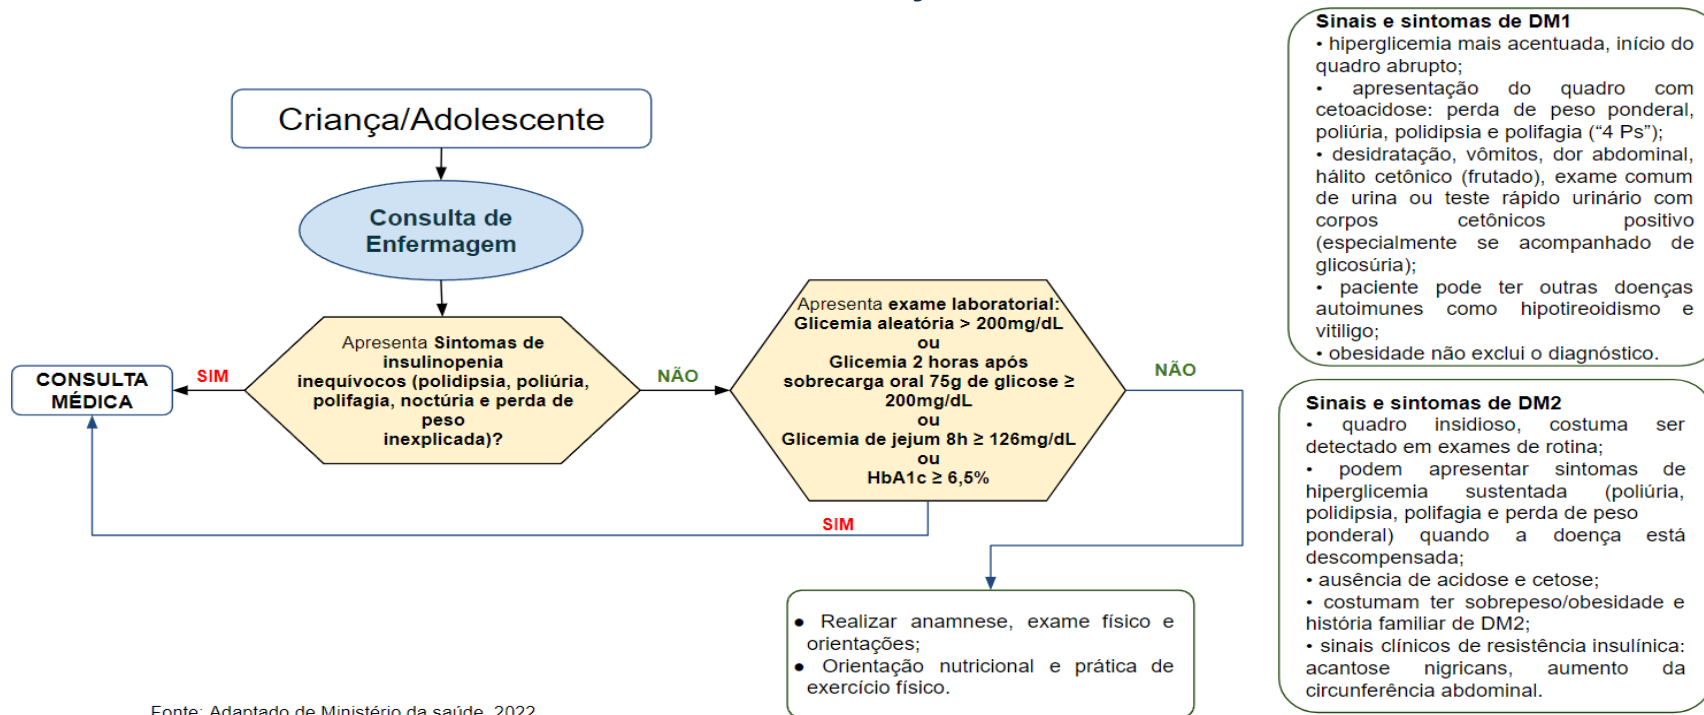 Criança/Adolescente
Consulta de
Enfermagem
Apresenta Sintomas de
insulinopenia
inequívocos (polidipsia, poliúria,
polifagia, noctúria e perda de
peso
inexplicada)?
SIM
CONSULTA
MÉDICA
NÃO
Apresenta exame laboratorial:
Glicemia aleatória > 200mg/dL
ou
Glicemia 2 horas após
sobrecarga oral 75g de glicose ≥
200mg/dL
ou
Glicemia de jejum 8h ≥ 126mg/dL
ou
HbA1c ≥ 6,5%
SIM
NÃO
● Realizar anamnese, exame físico e
orientações;
● Orientação nutricional e prática de
exercício físico.
Sinais e sintomas de DM1
• hiperglicemia mais acentuada, início do
quadro abrupto;
• apresentação do quadro com
cetoacidose: perda de peso ponderal,
poliúria, polidipsia e polifagia (“4 Ps”);
• desidratação, vômitos, dor abdominal,
hálito cetônico (frutado), exame comum
de urina ou teste rápido urinário com
corpos cetônicos positivo
(especialmente se acompanhado de
glicosúria);
• paciente pode ter outras doenças
autoimunes como hipotireoidismo e
vitiligo;
• obesidade não exclui o diagnóstico.
Sinais e sintomas de DM2
• quadro insidioso, costuma ser
detectado em exames de rotina;
• podem apresentar sintomas de
hiperglicemia sustentada (poliúria,
polidipsia, polifagia e perda de peso
ponderal) quando a doença está
descompensada;
• ausência de acidose e cetose;
• costumam ter sobrepeso/obesidade e
história familiar de DM2;
• sinais clínicos de resistência insulínica:
acantose nigricans, aumento da
circunferência abdominal.
Fonte: Adaptado de Ministério da saúde, 2022